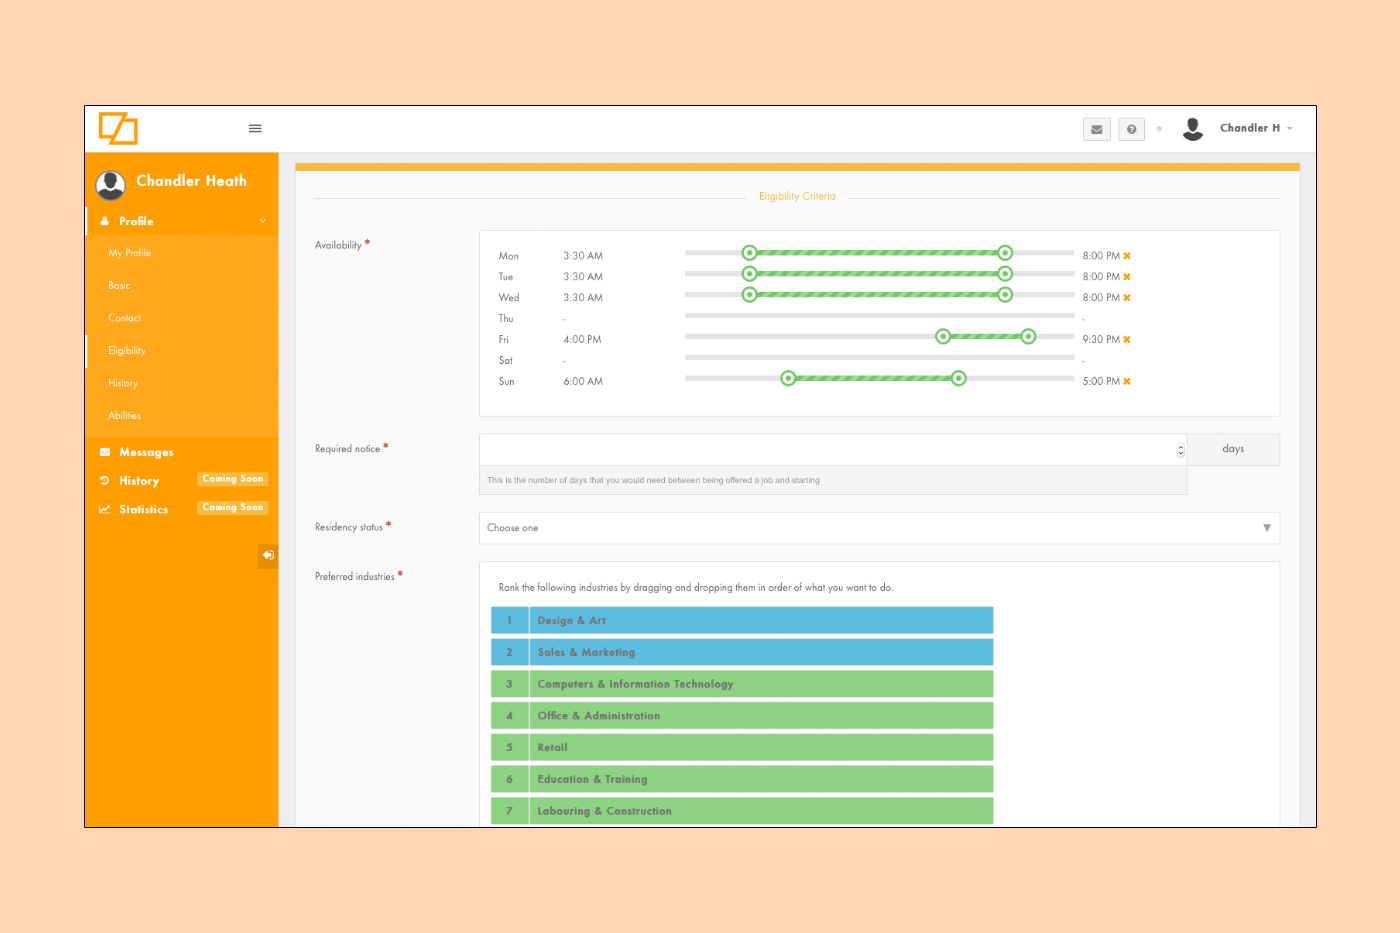 Chandler H
Chandler Heath
Profile
My Profile
Basic
Contact
Eligibility
History
Abilities
Messages
History Coming Soon
Statistics Coming Soon
Eligibility Criteria
Availability *
Mon 3:30 AM 8:00 PM
Tue 3:30 AM 8:00 PM
Wed 3:30 AM 8:00 PM
Thu - -
Fri 4:00 PM 9:30 PM
Sat - -
Sun 6:00 AM 5:00 PM
Required notice * days
This is the number of days that you would need between being offered a job and starting
Residency status * Choose one
Preferred industries *
Rank the following industries by dragging and dropping them in order of what you want to do.
1 Design & Art
2 Sales & Marketing
3 Computers & Information Technology
4 Office & Administration
5 Retail
6 Education & Training
7 Labouring & Construction